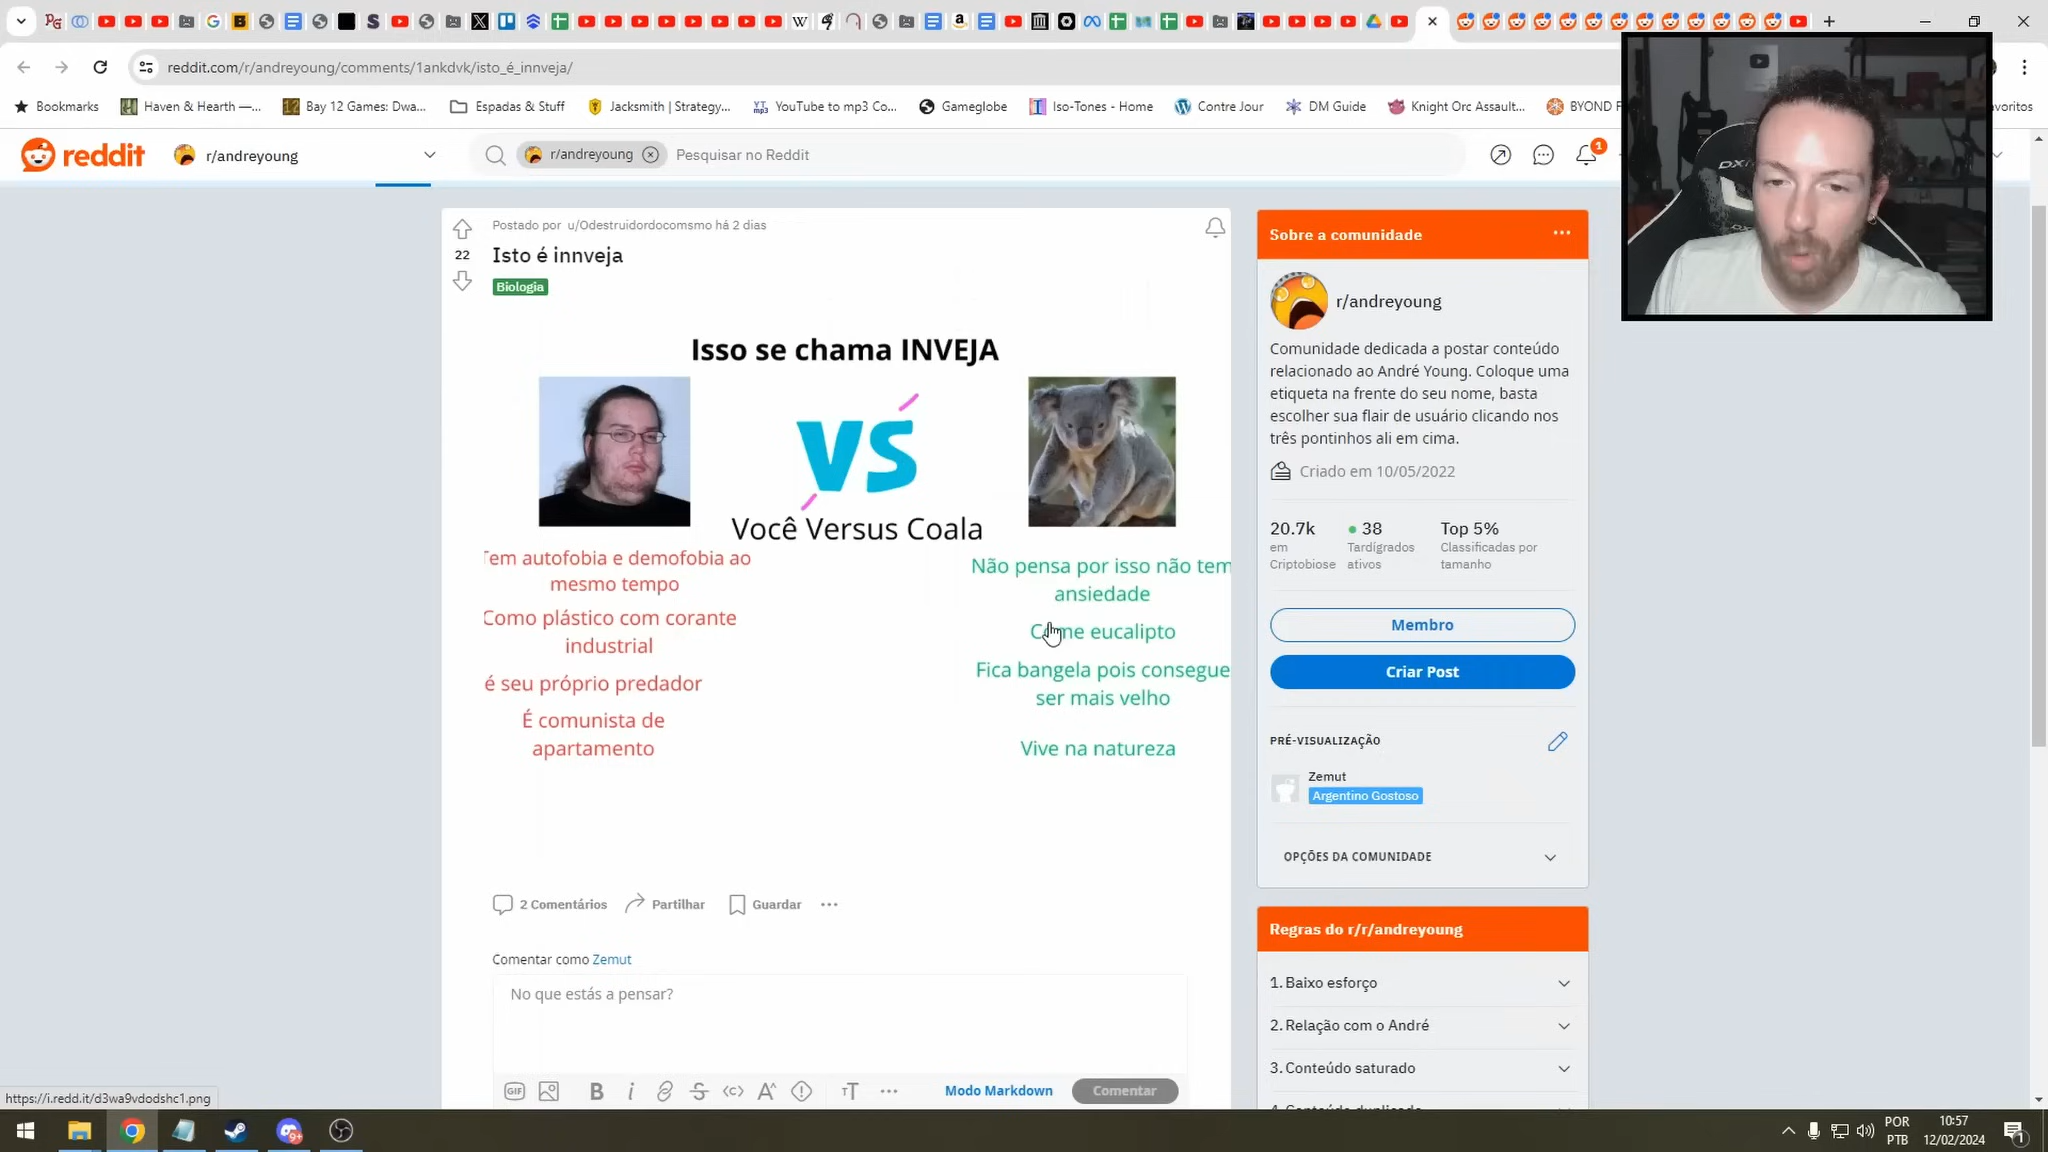 reddit.com/r/andreyoung/comments/1ankdvk/isto_é_innveja/
Bookmarks
Haven & Hearth —...
Bay 12 Games: Dwa...
Espadas & Stuff
Jacksmith | Strategy...
YouTube to mp3 Co...
Gameglobe
Iso-Tones - Home
Contre Jour
DM Guide
Knight Orc Assault...
BYOND F
avoritos
reddit
r/andreyoung
r/andreyoung
Pesquisar no Reddit
1
Postado por u/Odestruidordocomsmo há 2 dias
22
Isto é innveja
Biologia
Isso se chama INVEJA
VS
Você Versus Coala
Tem autofobia e demofobia ao
mesmo tempo
Como plástico com corante
industrial
é seu próprio predador
É comunista de
apartamento
Não pensa por isso não tem
ansiedade
Come eucalipto
Fica bangela pois consegue
ser mais velho
Vive na natureza
2 Comentários
Partilhar
Guardar
Comentar como Zemut
No que estás a pensar?
GIF
Modo Markdown
Comentar
Sobre a comunidade
r/andreyoung
Comunidade dedicada a postar conteúdo
relacionado ao André Young. Coloque uma
etiqueta na frente do seu nome, basta
escolher sua flair de usuário clicando nos
três pontinhos ali em cima.
Criado em 10/05/2022
20.7k
em
Criptobiose
38
Tardígrados
ativos
Top 5%
Classificadas por
tamanho
Membro
Criar Post
PRÉ-VISUALIZAÇÃO
Zemut
Argentino Gostoso
OPÇÕES DA COMUNIDADE
Regras do r/r/andreyoung
1. Baixo esforço
2. Relação com o André
3. Conteúdo saturado
4. Conteúdo duplicado
https://i.redd.it/d3wa9vdodshc1.png
POR
PTB
10:57
12/02/2024